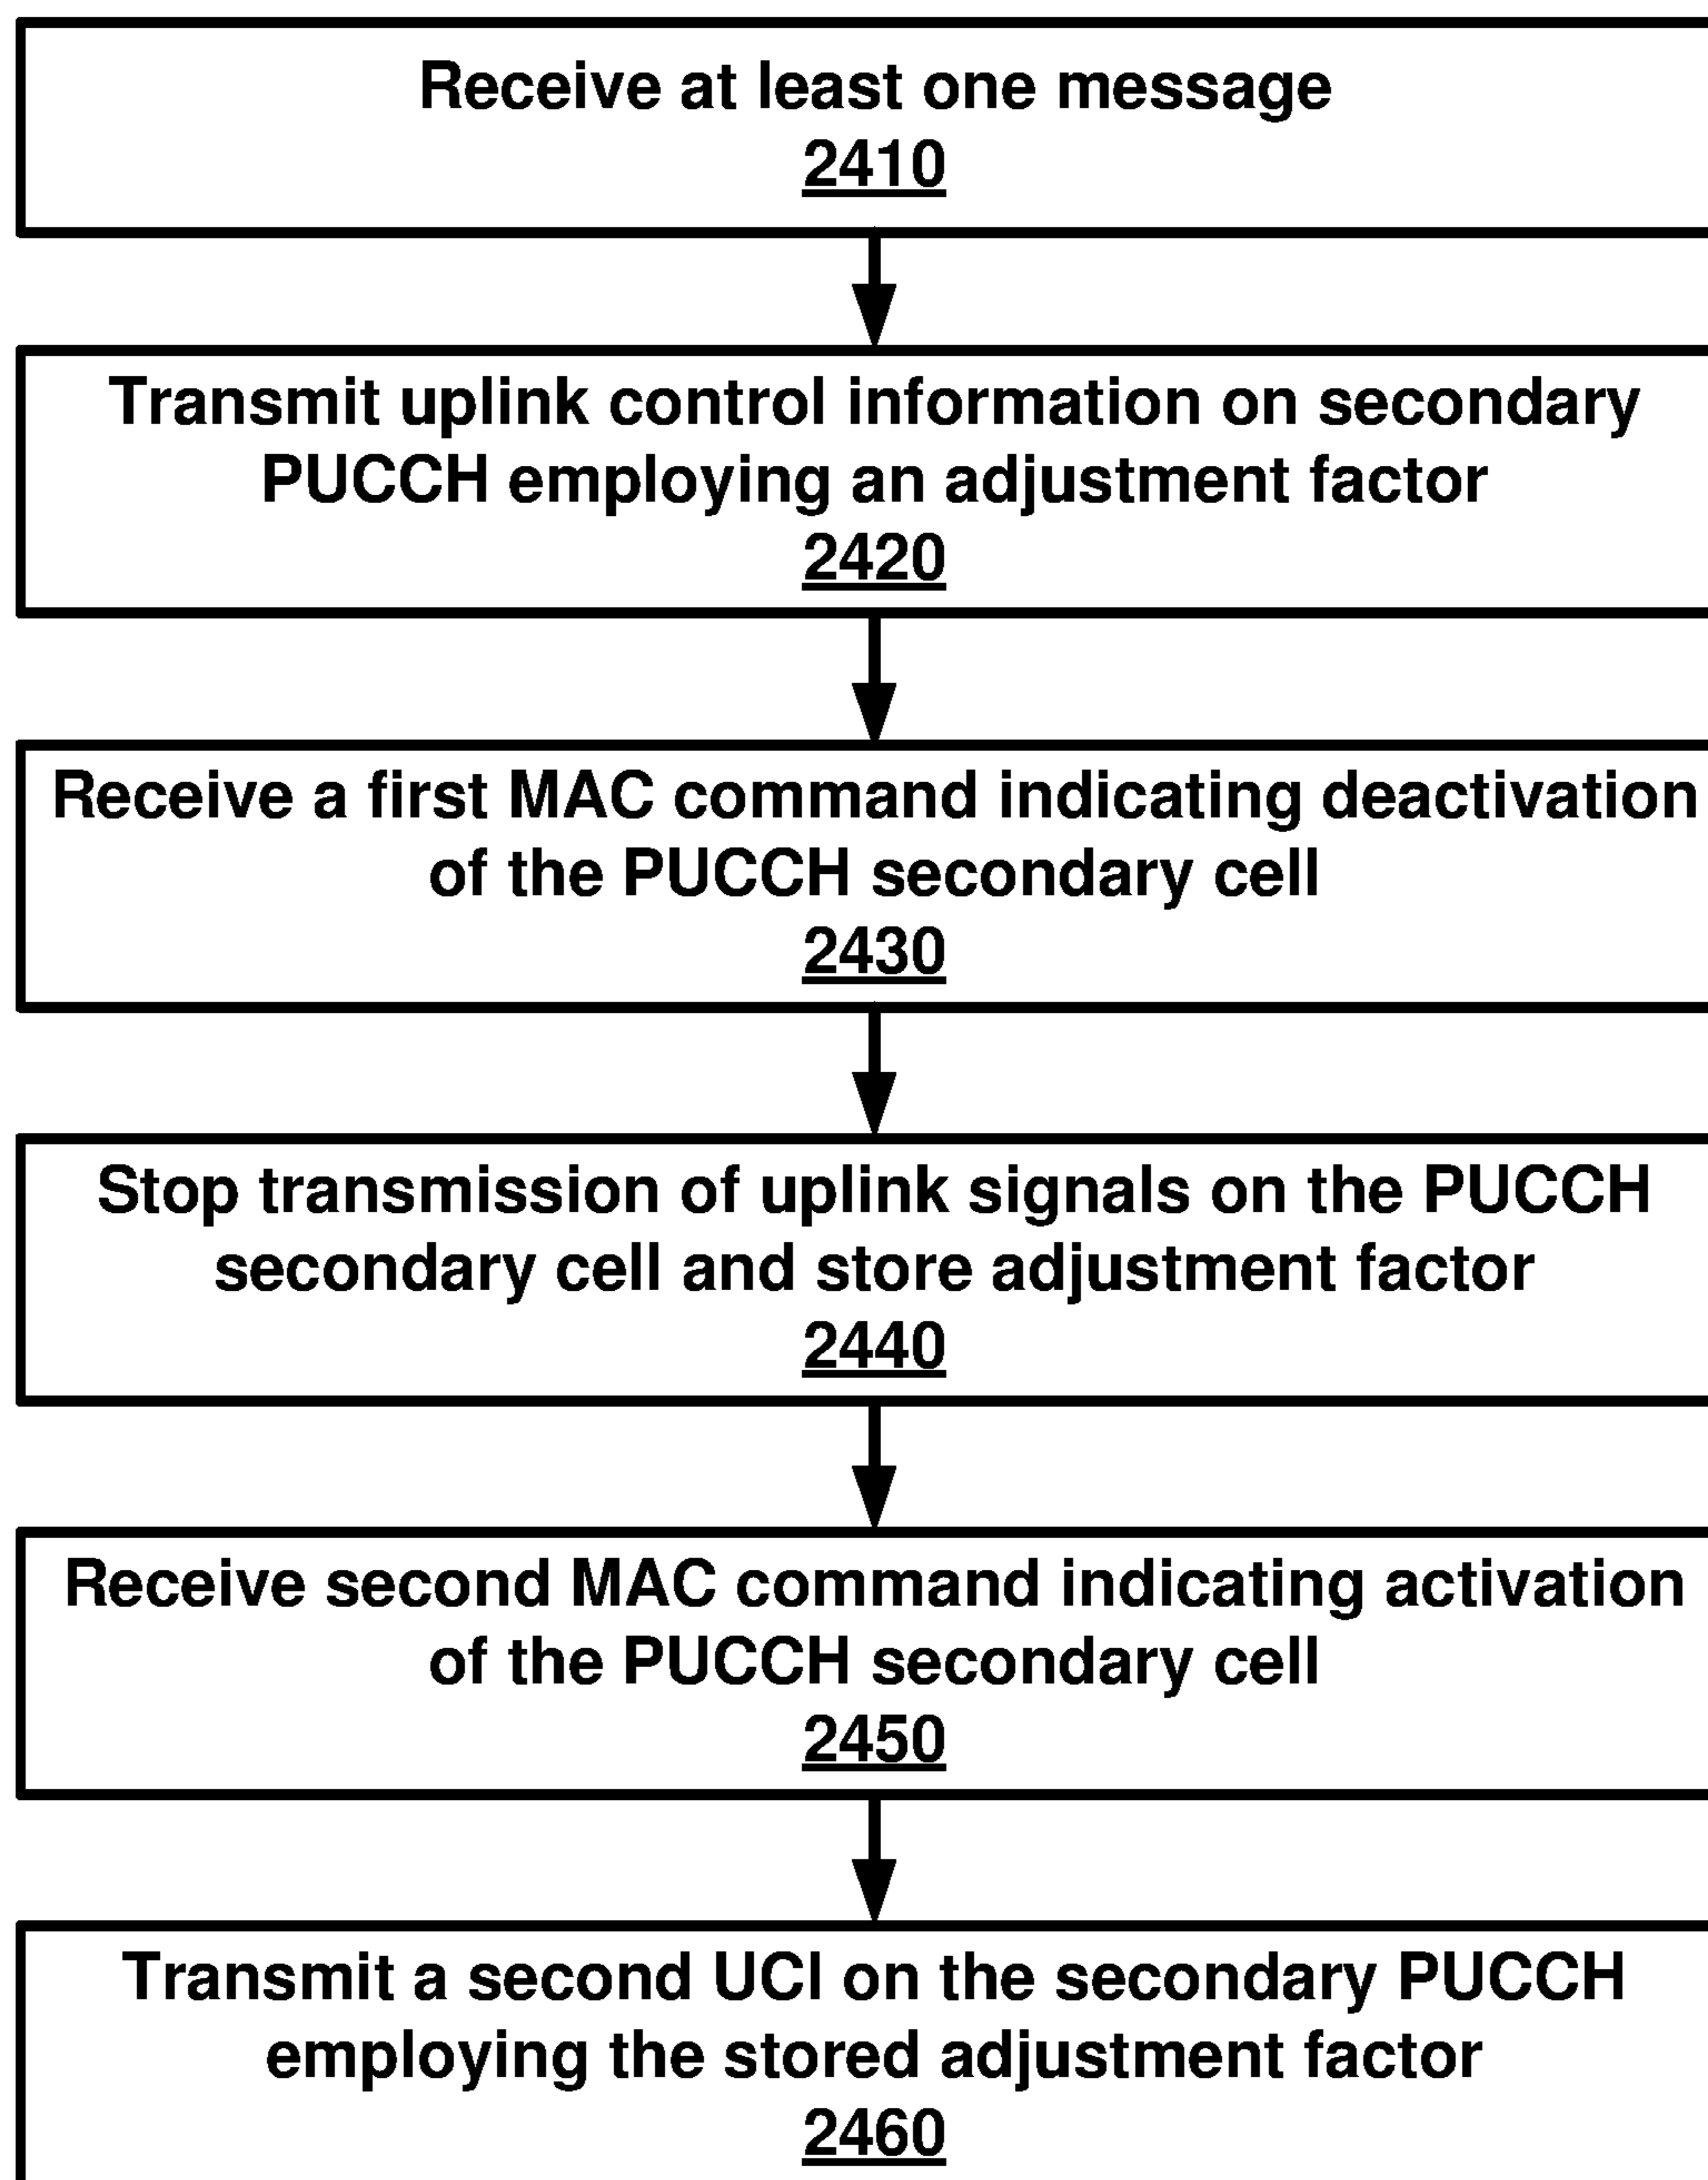 Receive at least one message
2410
Transmit uplink control information on secondary
PUCCH employing an adjustment factor
2420
Receive a first MAC command indicating deactivation
of the PUCCH secondary cell
2430
Stop transmission of uplink signals on the PUCCH
secondary cell and store adjustment factor
2440
Receive second MAC command indicating activation
of the PUCCH secondary cell
2450
Transmit a second UCI on the secondary PUCCH
employing the stored adjustment factor
2460